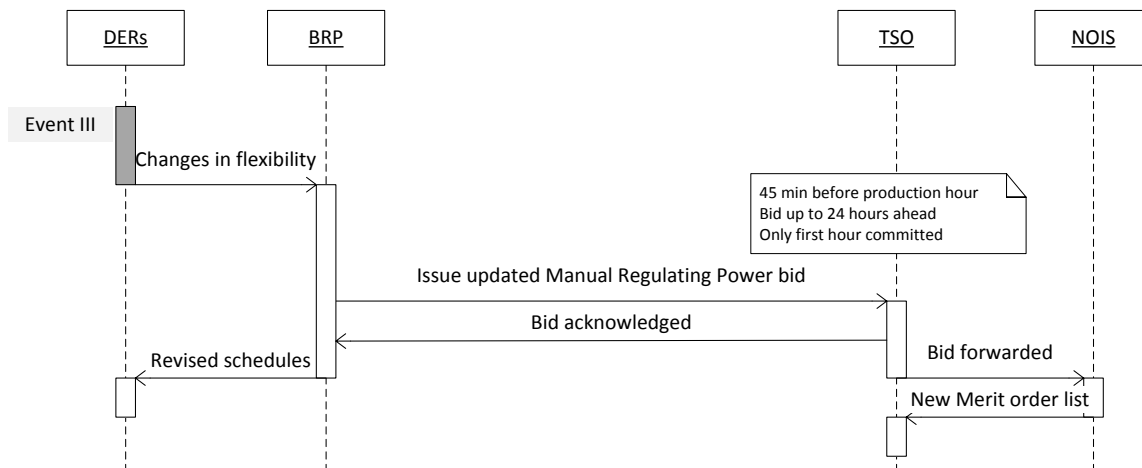 DERs
BRP
TSO
NOIS
Event III
Changes in flexibility
45 min before production hour
Bid up to 24 hours ahead
Only first hour committed
Issue updated Manual Regulating Power bid
Bid acknowledged
Revised schedules
Bid forwarded
New Merit order list